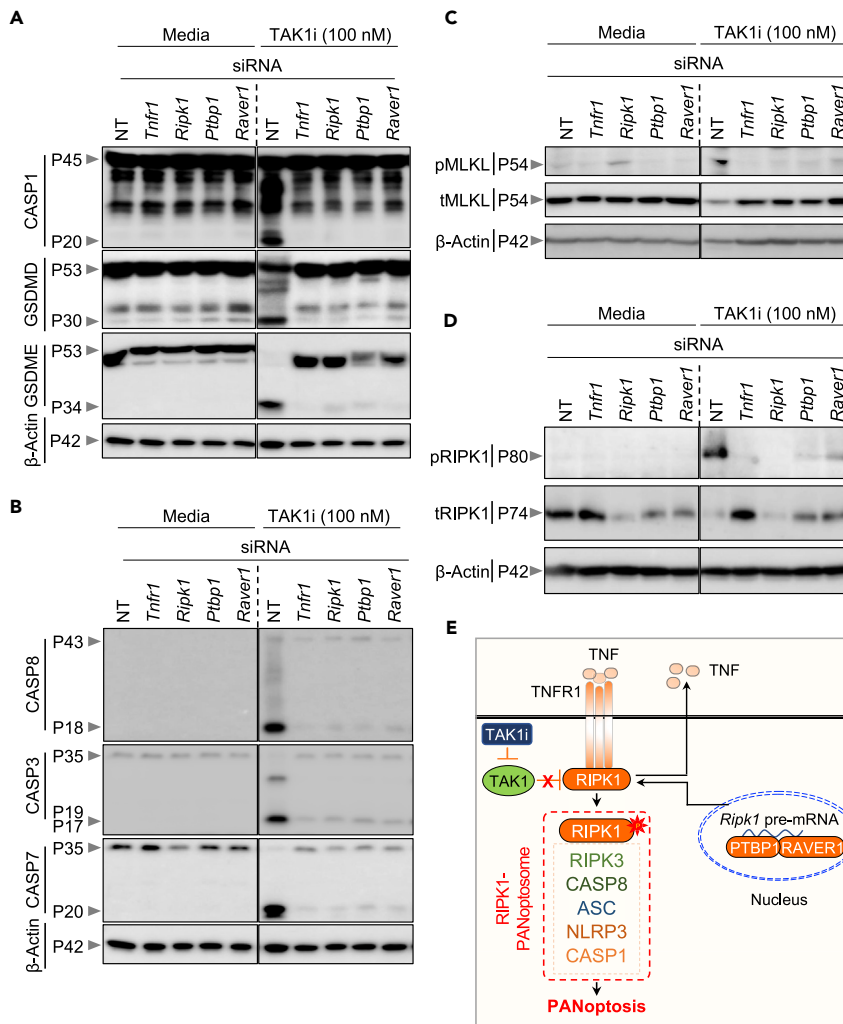 A
Media
TAK1i (100 nM)
siRNA
NT
Tnfr1
Ripk1
Ptbp1
Raver1
NT
Tnfr1
Ripk1
Ptbp1
Raver1
CASP1
P45
P20
GSDMD
P53
P30
GSDME
P53
P34
β-Actin
P42
B
Media
TAK1i (100 nM)
siRNA
NT
Tnfr1
Ripk1
Ptbp1
Raver1
NT
Tnfr1
Ripk1
Ptbp1
Raver1
CASP8
P43
P18
CASP3
P35
P19
P17
CASP7
P35
P20
β-Actin
P42
C
Media
TAK1i (100 nM)
siRNA
NT
Tnfr1
Ripk1
Ptbp1
Raver1
NT
Tnfr1
Ripk1
Ptbp1
Raver1
pMLKL P54
tMLKL P54
β-Actin P42
D
Media
TAK1i (100 nM)
siRNA
NT
Tnfr1
Ripk1
Ptbp1
Raver1
NT
Tnfr1
Ripk1
Ptbp1
Raver1
pRIPK1 P80
tRIPK1 P74
β-Actin P42
E
TNF
TNF
TNFR1
TAK1i
TAK1
X
RIPK1
Ripk1 pre-mRNA
PTBP1
RAVER1
Nucleus
RIPK1
P
RIPK1-
PANoptosome
RIPK3
CASP8
ASC
NLRP3
CASP1
PANoptosis